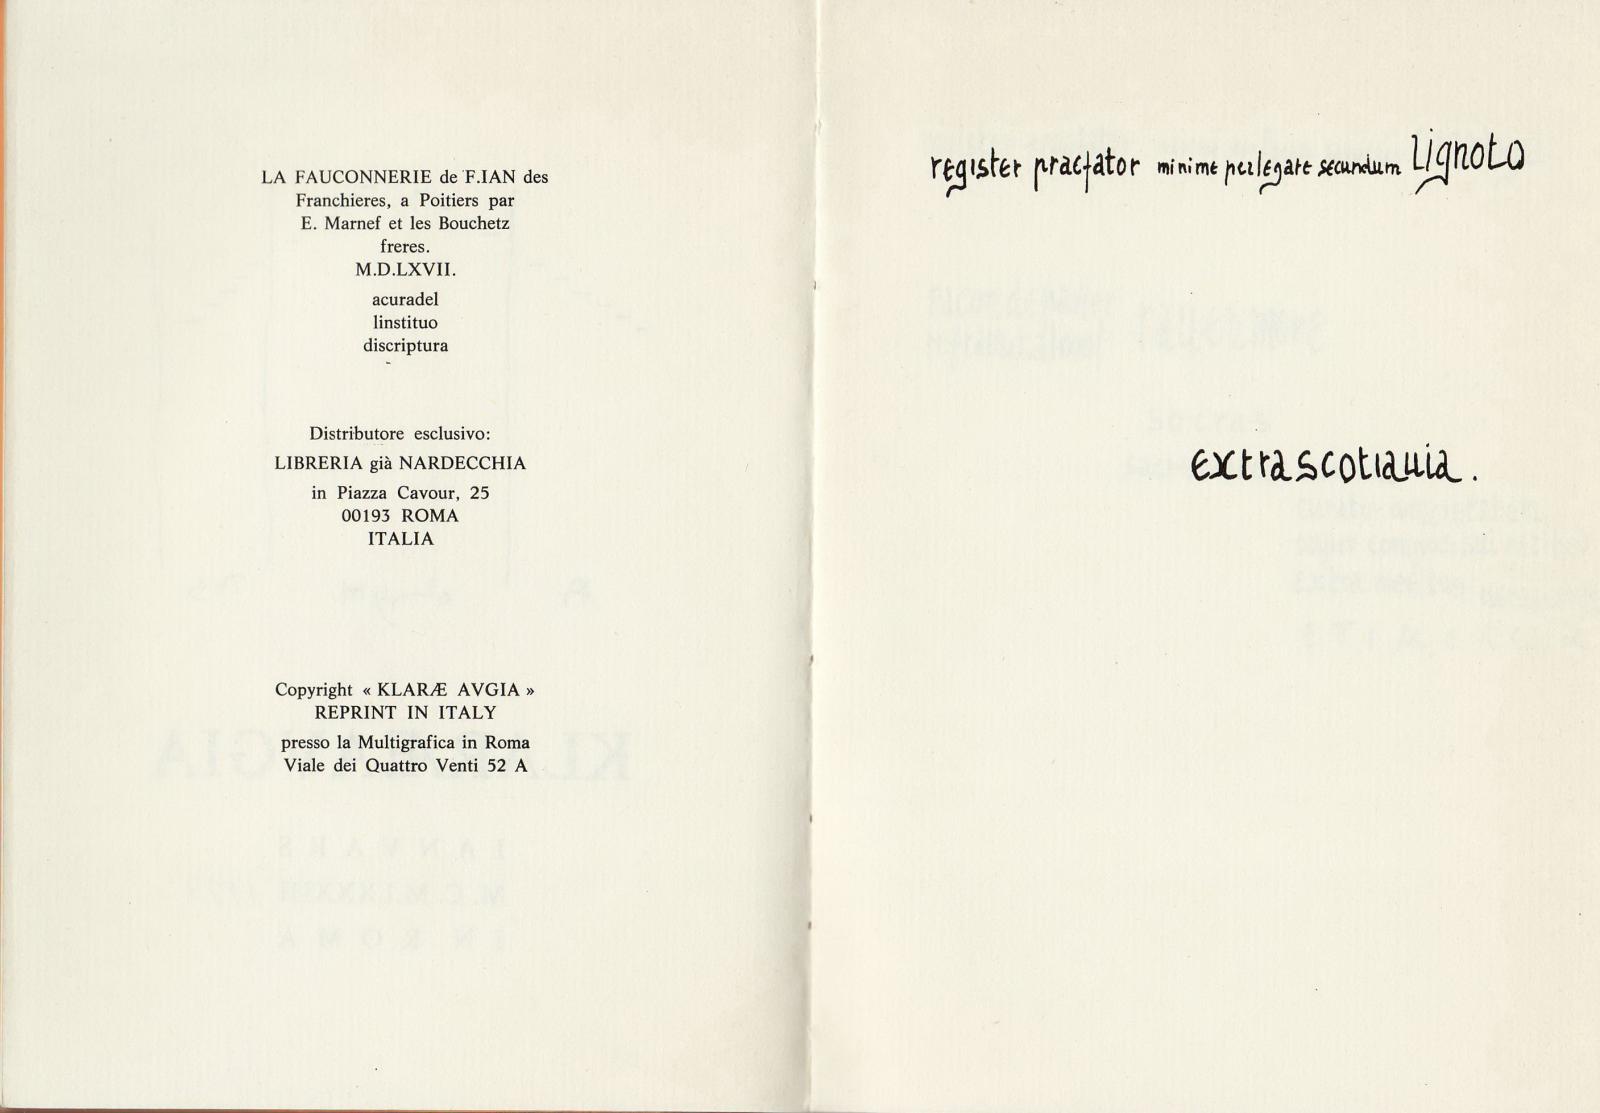 LA FAUCONNERIE de F.IAN des
Franchieres, a Poitiers par
E. Marnef et les Bouchetz
freres.
M.D.LXVII.
acuradel
linstituo
discriptura
Distributore esclusivo:
LIBRERIA già NARDECCHIA
in Piazza Cavour, 25
00193 ROMA
ITALIA
Copyright « KLARÆ AVGIA »
REPRINT IN ITALY
presso la Multigrafica in Roma
Viale dei Quattro Venti 52 A
register praefator minime perlegare secundum lignota